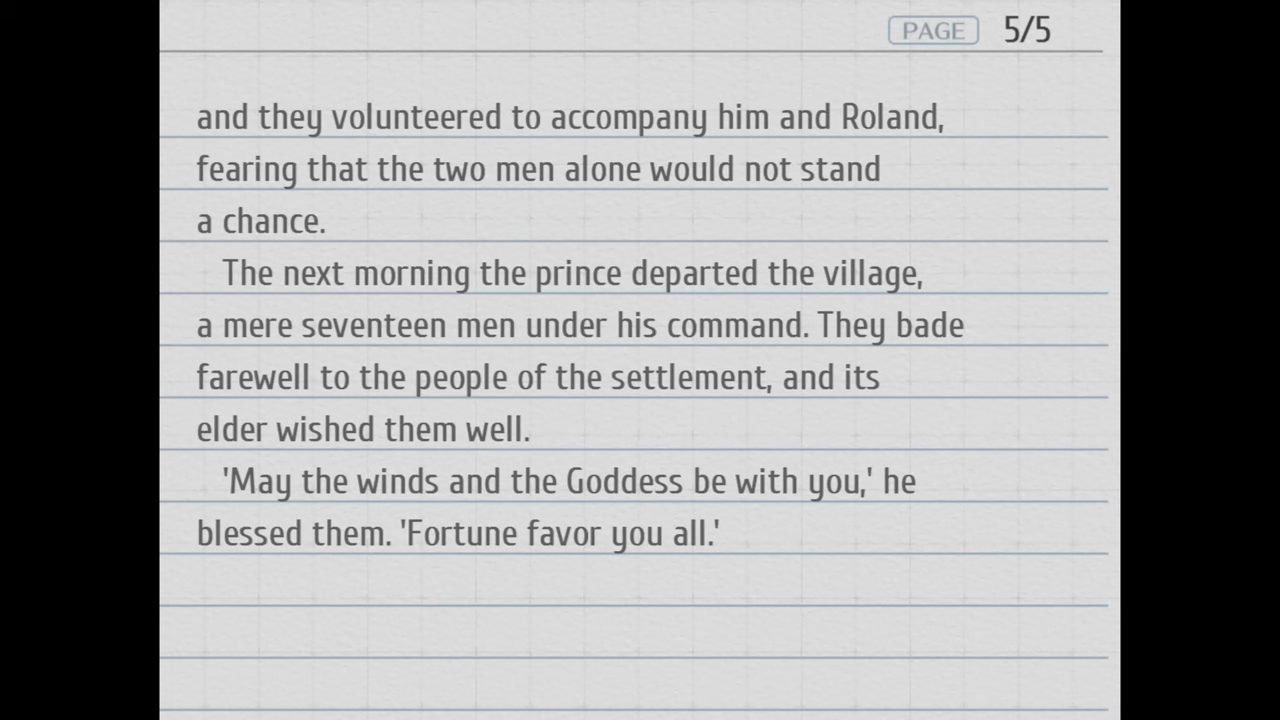 PAGE 5/5
and they volunteered to accompany him and Roland,
fearing that the two men alone would not stand
a chance.
The next morning the prince departed the village,
a mere seventeen men under his command. They bade
farewell to the people of the settlement, and its
elder wished them well.
'May the winds and the Goddess be with you,' he
blessed them. 'Fortune favor you all.'